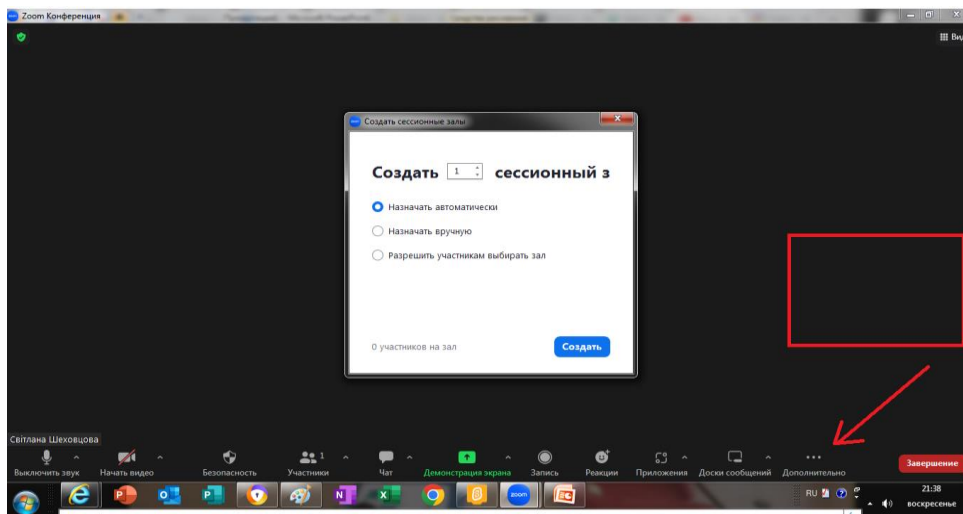 Zoom Конференция
Ви
Создать сессионные залы
Создать 1 сессионный з
Назначать автоматически
Назначать вручную
Разрешить участникам выбирать зал
0 участников на зал
Создать
Світлана Шеховцова
1
Выключить звук Начать видео Безопасность Участники Чат Демонстрация экрана Запись Реакции Приложения Доски сообщений Дополнительно Завершение
zoom
RU
21:38
воскресенье